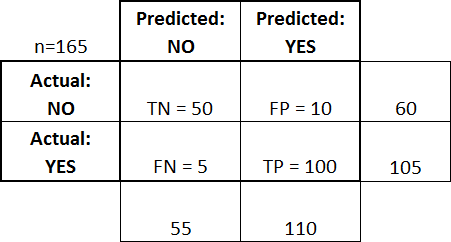 Predicted: Predicted:
n=165 NO YES
Actual:
NO TN = 50 FP = 10 60
Actual:
YES FN = 5 TP = 100 105
55 110